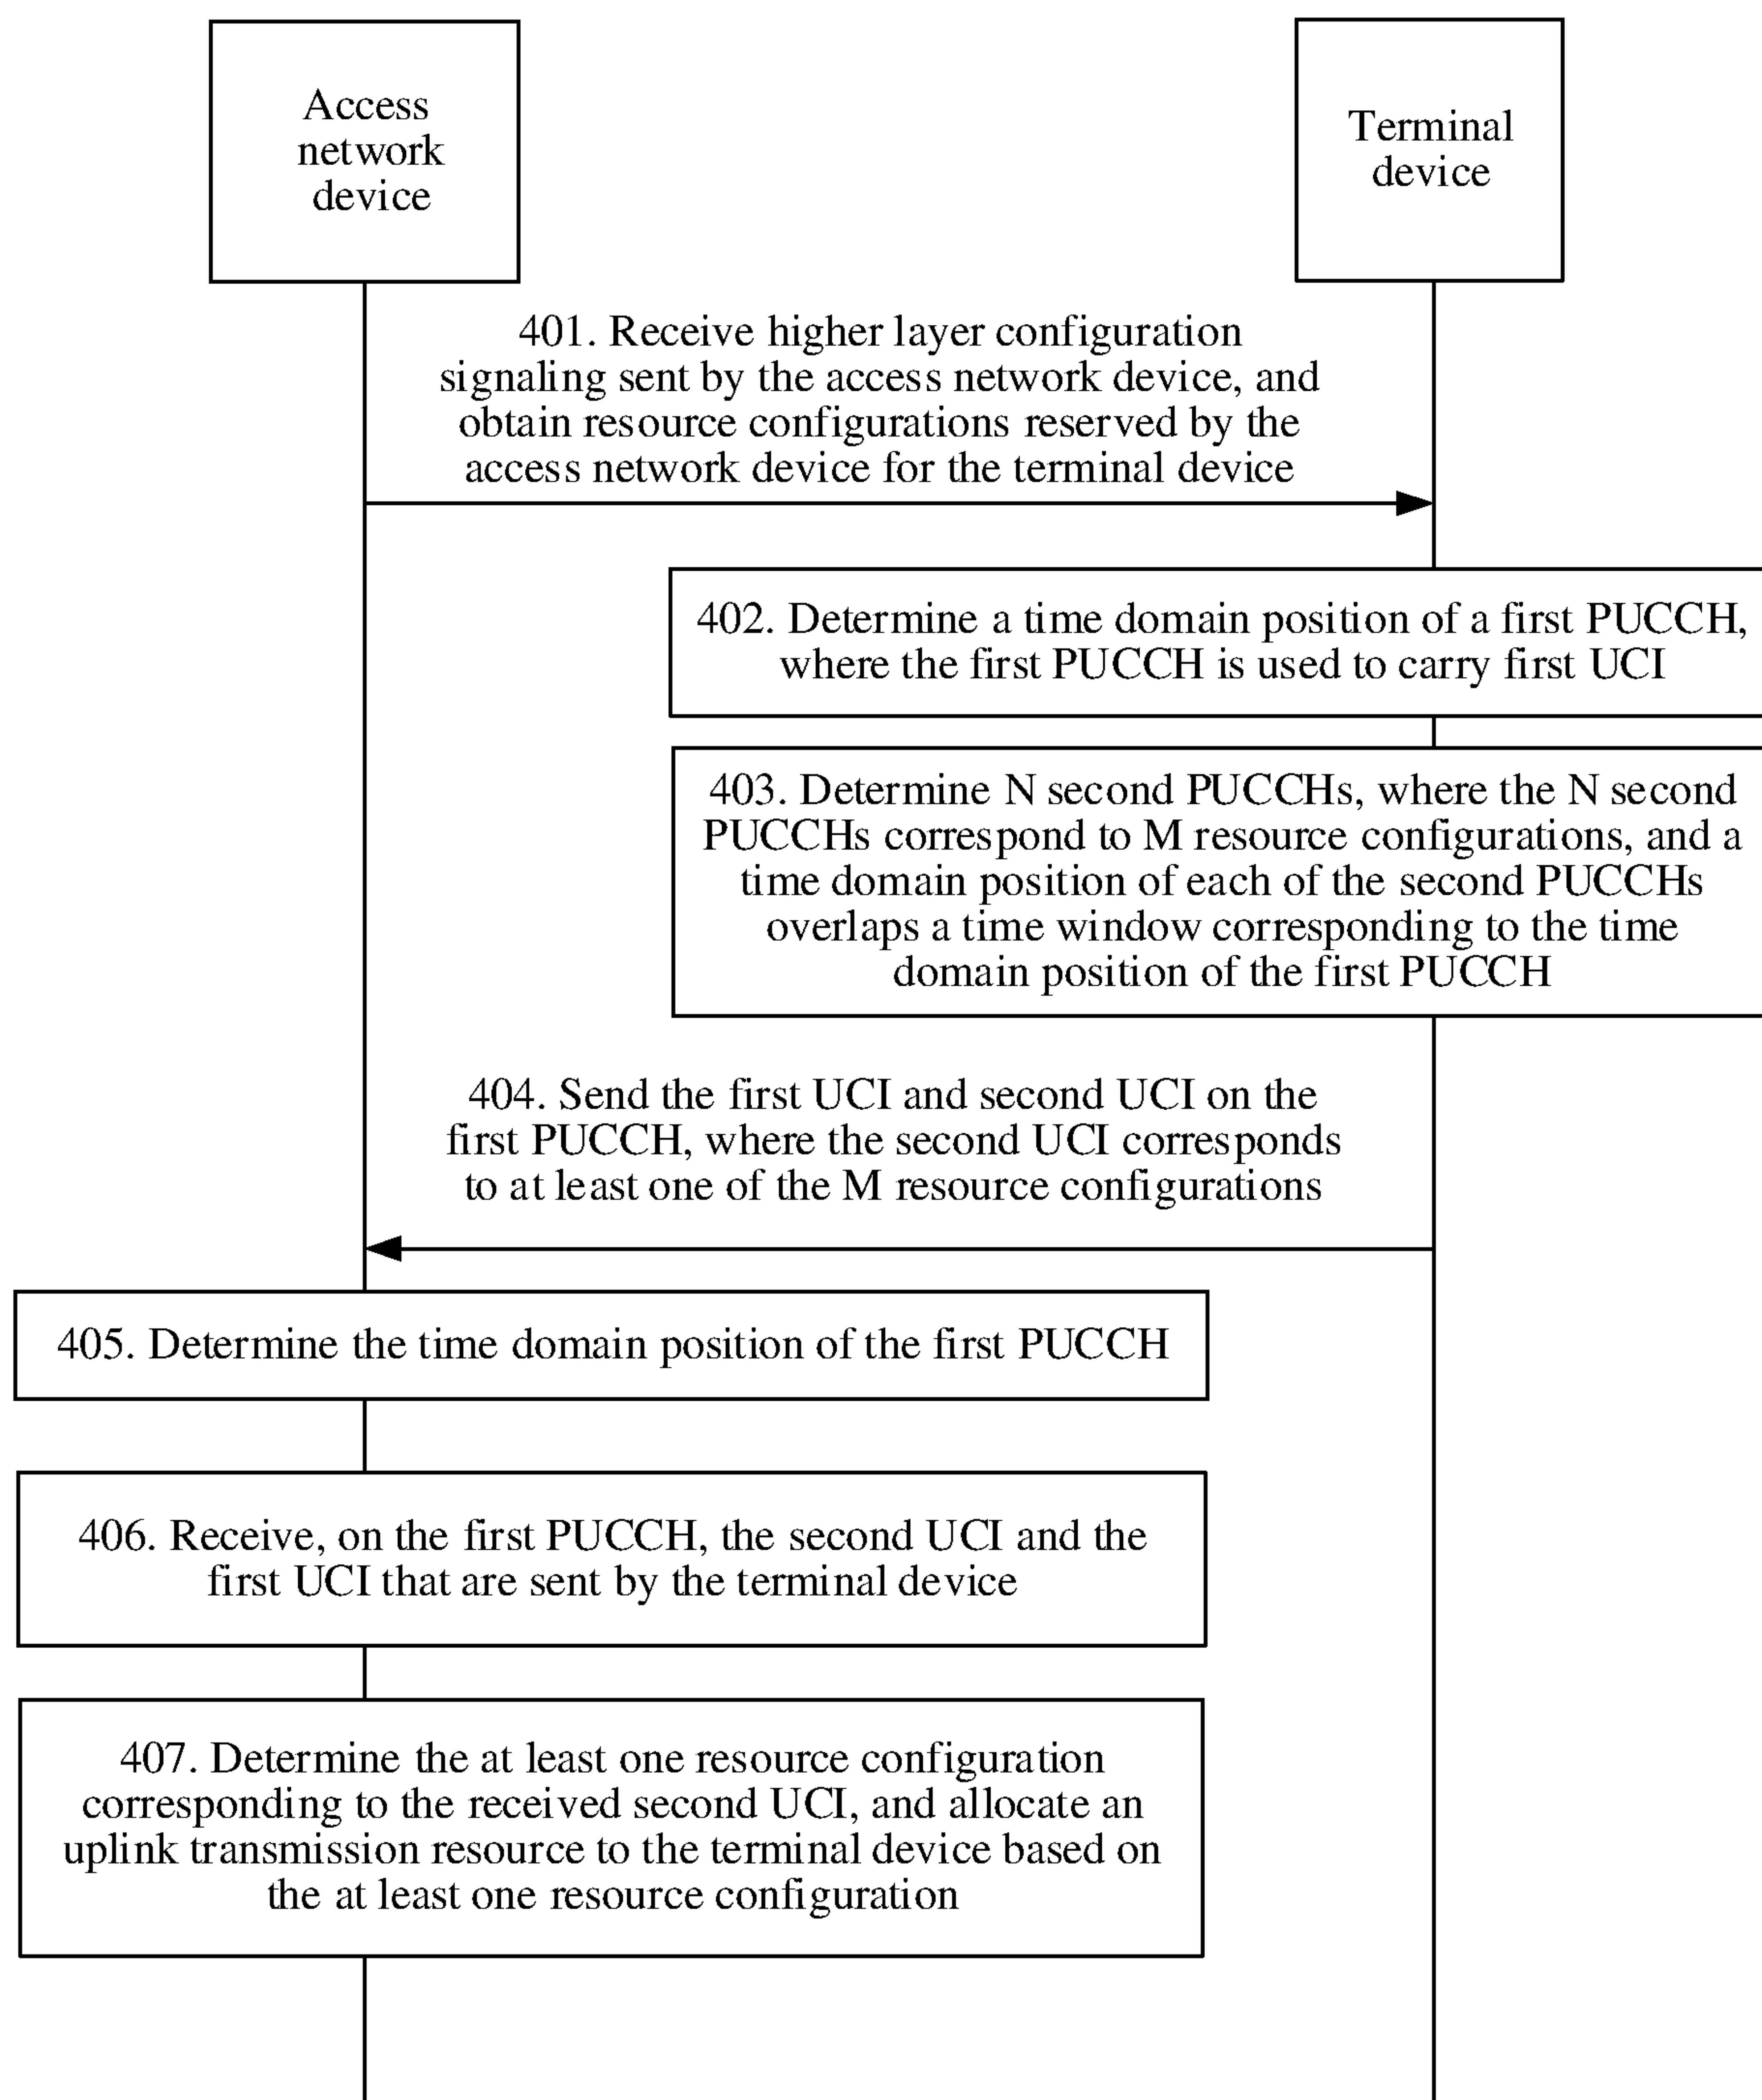 Access
network
device
Terminal
device
401. Receive higher layer configuration
signaling sent by the access network device, and
obtain resource configurations reserved by the
access network device for the terminal device
402. Determine a time domain position of a first PUCCH,
where the first PUCCH is used to carry first UCI
403. Determine N second PUCCHs, where the N second
PUCCHs correspond to M resource configurations, and a
time domain position of each of the second PUCCHs
overlaps a time window corresponding to the time
domain position of the first PUCCH
404. Send the first UCI and second UCI on the
first PUCCH, where the second UCI corresponds
to at least one of the M resource configurations
405. Determine the time domain position of the first PUCCH
406. Receive, on the first PUCCH, the second UCI and the
first UCI that are sent by the terminal device
407. Determine the at least one resource configuration
corresponding to the received second UCI, and allocate an
uplink transmission resource to the terminal device based on
the at least one resource configuration